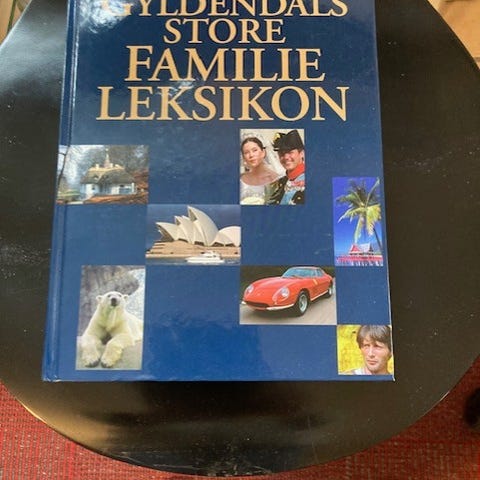 GYLDENDALS
STORE
FAMILIE
LEKSIKON